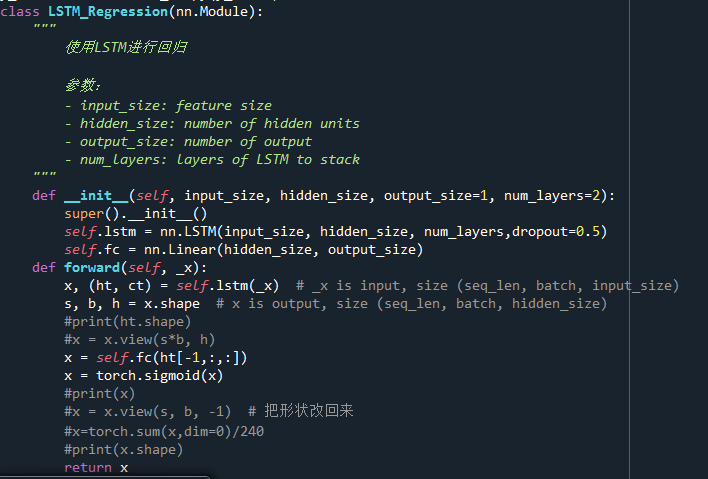 class LSTM_Regression(nn.Module):
    """
        使用LSTM进行回归

        参数:
        - input_size: feature size
        - hidden_size: number of hidden units
        - output_size: number of output
        - num_layers: layers of LSTM to stack
    """
    def __init__(self, input_size, hidden_size, output_size=1, num_layers=2):
        super().__init__()
        self.lstm = nn.LSTM(input_size, hidden_size, num_layers,dropout=0.5)
        self.fc = nn.Linear(hidden_size, output_size)
    def forward(self, _x):
        x, (ht, ct) = self.lstm(_x)  # _x is input, size (seq_len, batch, input_size)
        s, b, h = x.shape  # x is output, size (seq_len, batch, hidden_size)
        #print(ht.shape)
        #x = x.view(s*b, h)
        x = self.fc(ht[-1,:,:])
        x = torch.sigmoid(x)
        #print(x)
        #x = x.view(s, b, -1)  # 把形状改回来
        #x=torch.sum(x,dim=0)/240
        #print(x.shape)
        return x